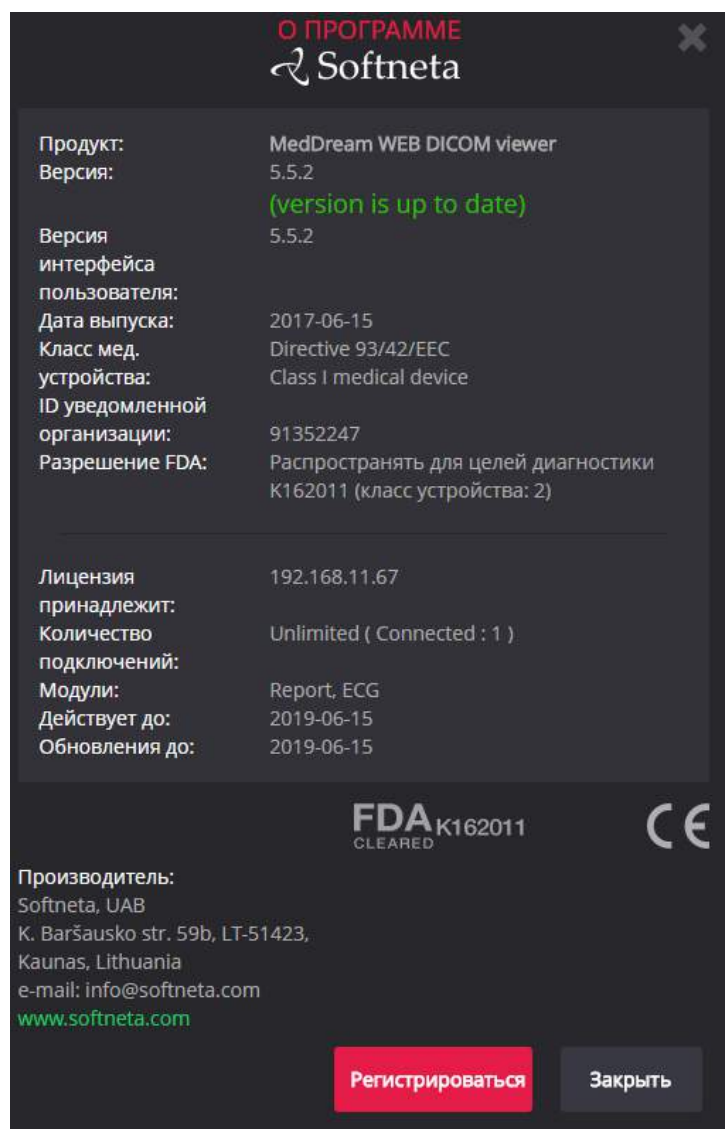 О ПРОГРАММЕ
Softneta
Продукт: MedDream WEB DICOM viewer
Версия: 5.5.2
(version is up to date)
Версия 5.5.2
интерфейса
пользователя:
Дата выпуска: 2017-06-15
Класс мед. Directive 93/42/EEC
устройства: Class I medical device
ID уведомленной
организации: 91352247
Разрешение FDA: Распространять для целей диагностики
K162011 (класс устройства: 2)
Лицензия 192.168.11.67
принадлежит:
Количество Unlimited ( Connected : 1 )
подключений:
Модули: Report, ECG
Действует до: 2019-06-15
Обновления до: 2019-06-15
FDA K162011
CLEARED
CE
Производитель:
Softneta, UAB
K. Baršausko str. 59b, LT-51423,
Kaunas, Lithuania
e-mail: info@softneta.com
www.softneta.com
Регистрироваться Закрыть